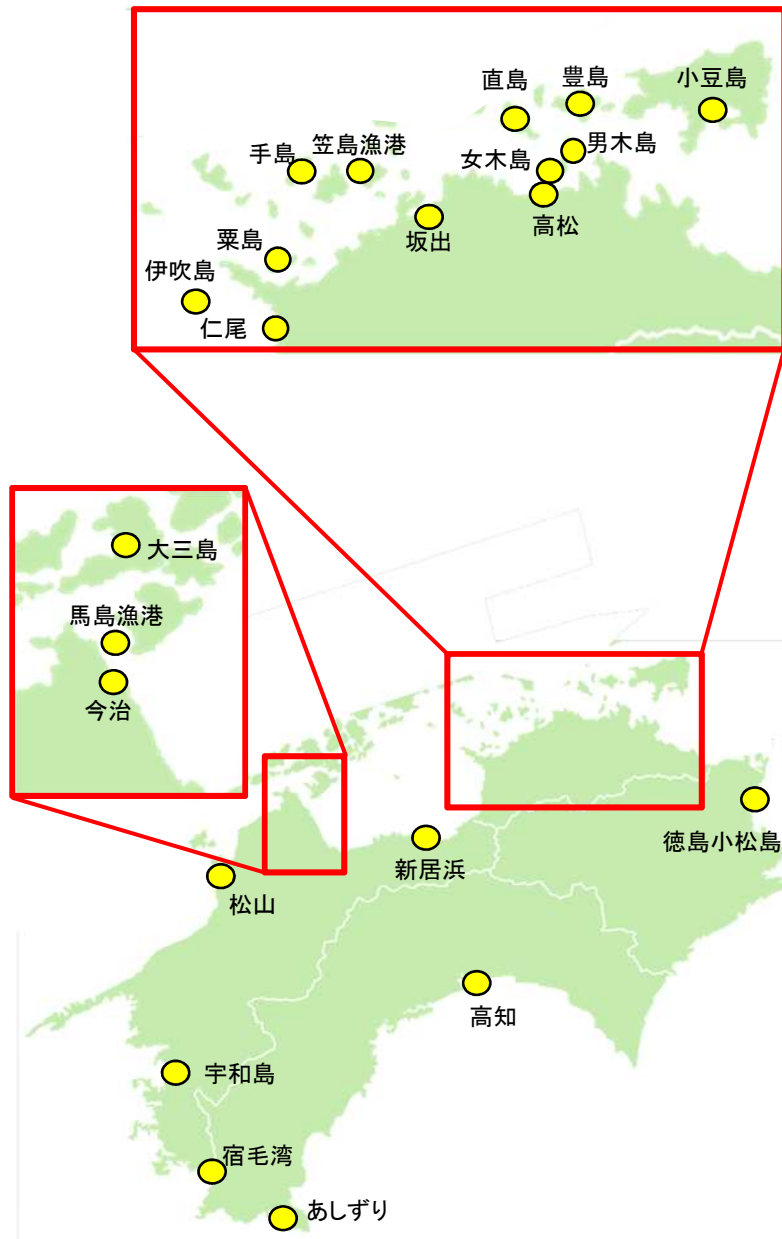 直島
豊島
小豆島
手島
笠島漁港
女木島
男木島
高松
坂出
粟島
伊吹島
仁尾
大三島
馬島漁港
今治
徳島小松島
新居浜
松山
高知
宇和島
宿毛湾
あしずり